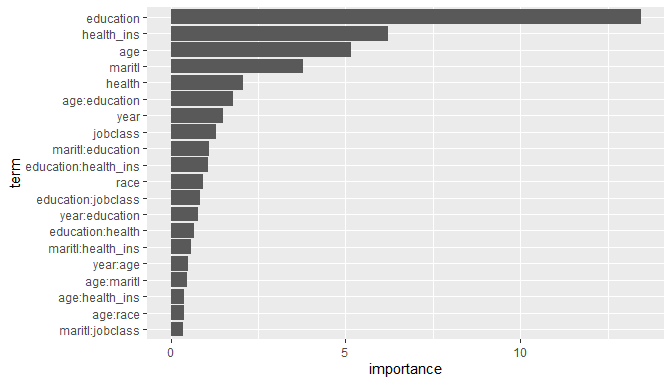 education
health_ins
age
maritl
health
age:education
year
jobclass
maritl:education
education:health_ins
race
education:jobclass
year:education
education:health
maritl:health_ins
year:age
age:maritl
age:health_ins
age:race
maritl:jobclass
term
0 5 10
importance